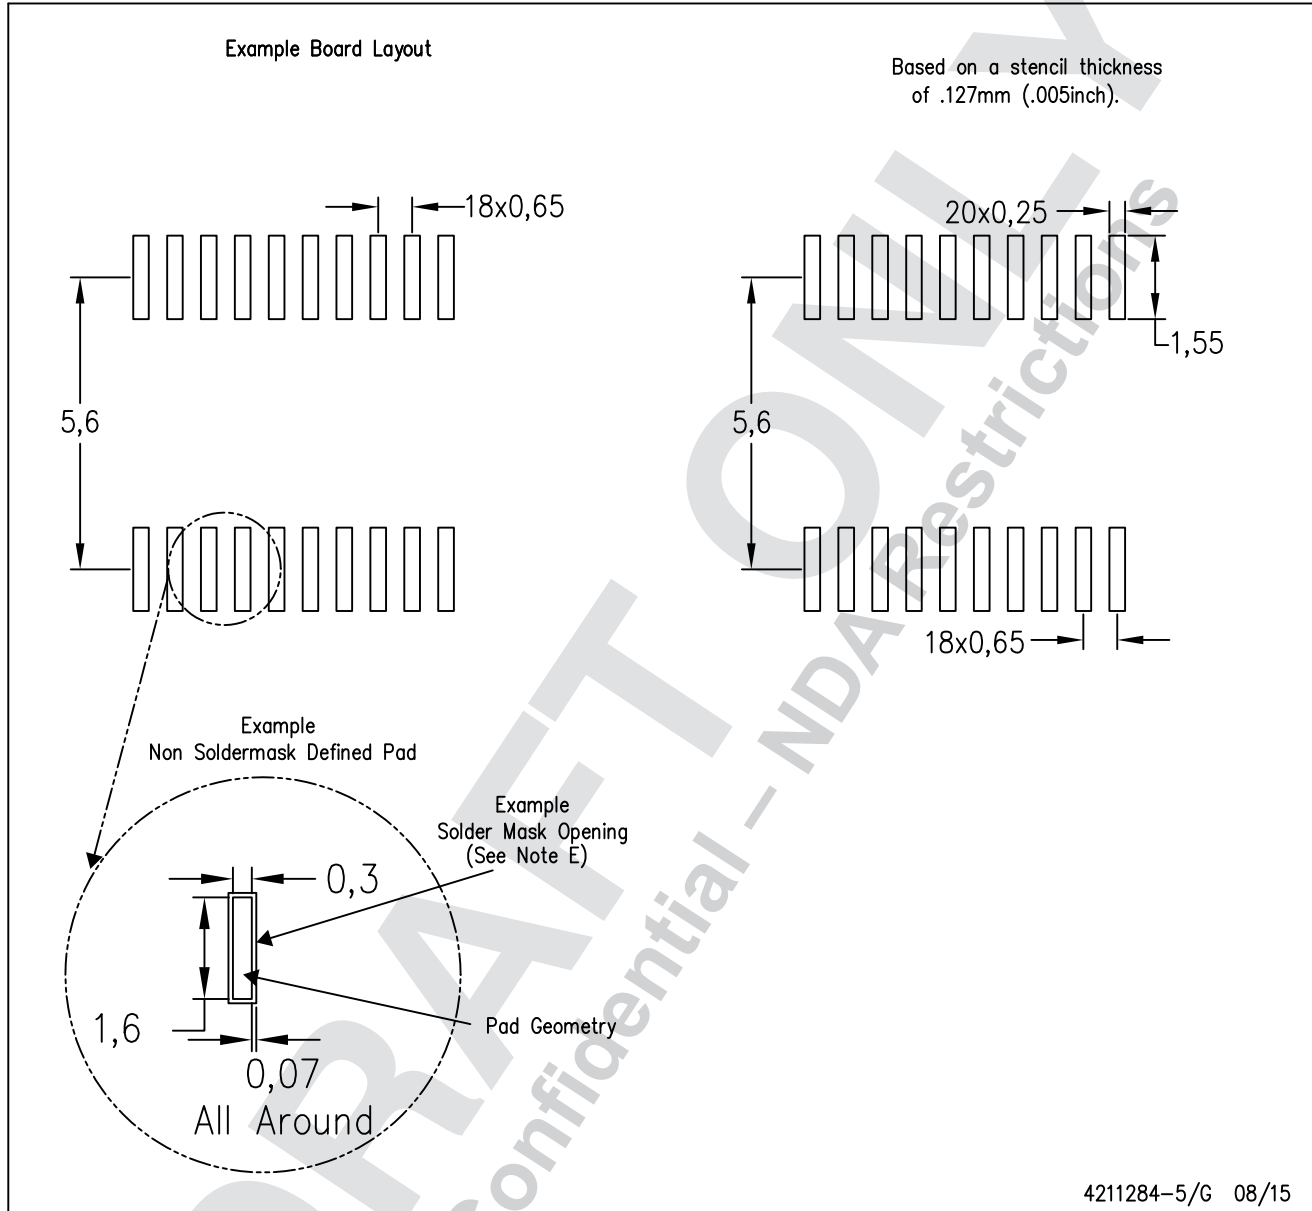 Example Board Layout
Based on a stencil thickness
of .127mm (.005inch).
18x0,65
20x0,25
1,55
5,6
5,6
18x0,65
Example
Non Soldermask Defined Pad
Example
Solder Mask Opening
(See Note E)
0,3
1,6
Pad Geometry
0,07
All Around
4211284-5/G 08/15
DRAFT ONLY
Confidential – NDA Restrictions